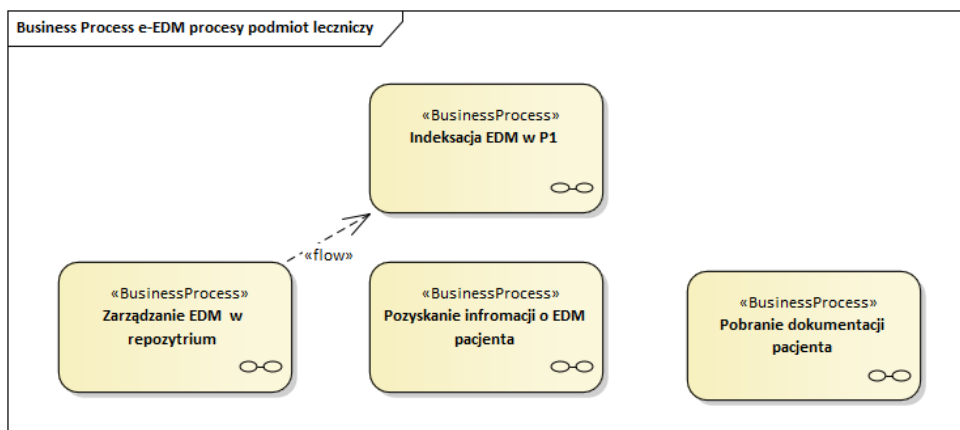 Business Process e-EDM procesy podmiot leczniczy
«BusinessProcess»
Indeksacja EDM w P1
«flow»
«BusinessProcess»
Zarządzanie EDM w
repozytrium
«BusinessProcess»
Pozyskanie infromacji o EDM
pacjenta
«BusinessProcess»
Pobranie dokumentacji
pacjenta